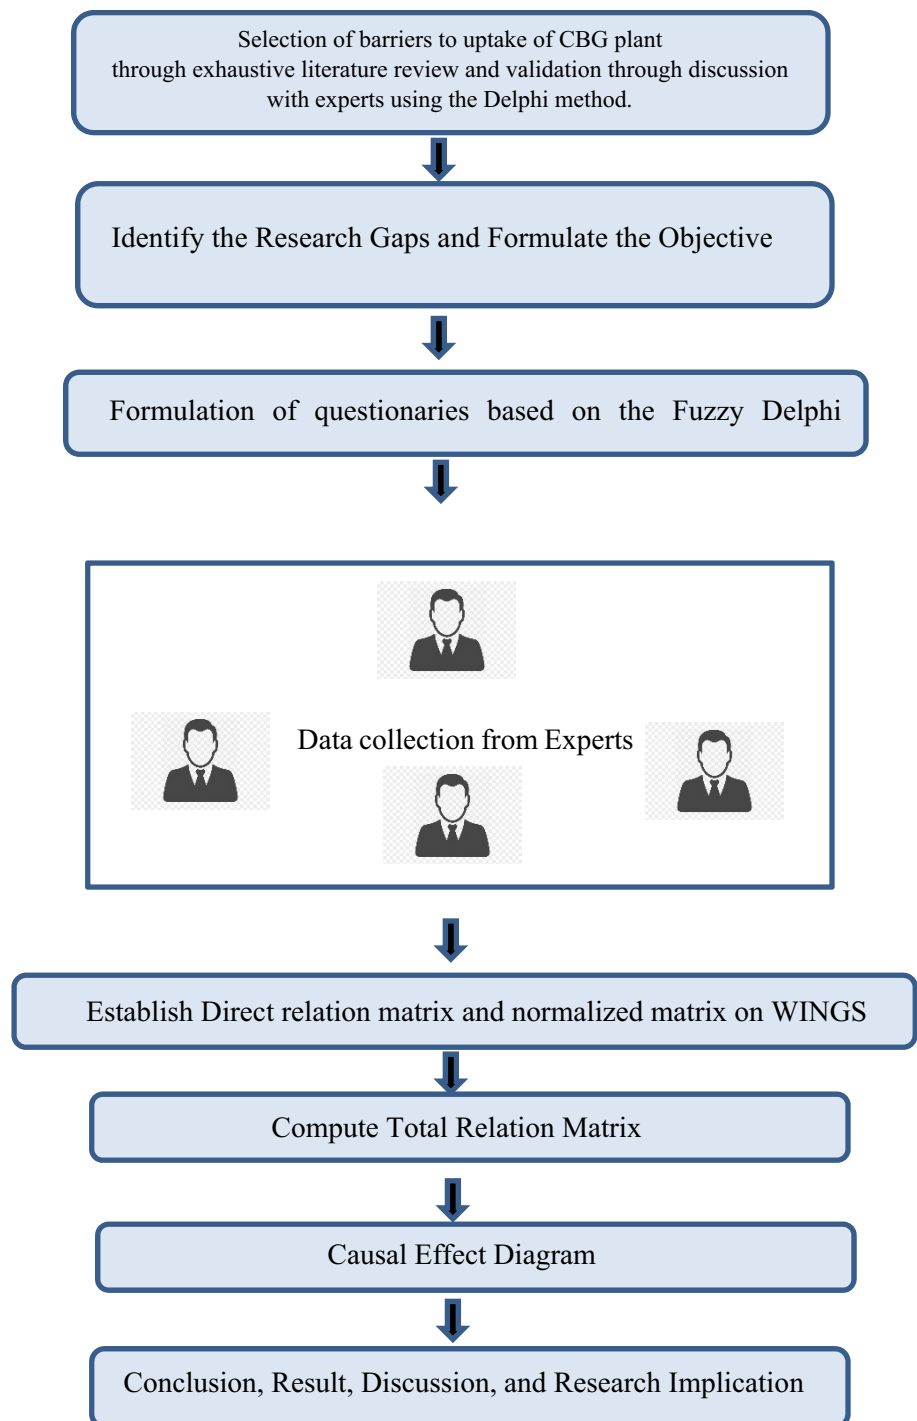 Selection of barriers to uptake of CBG plant
through exhaustive literature review and validation through discussion
with experts using the Delphi method.
Identify the Research Gaps and Formulate the Objective
Formulation of questionaries based on the Fuzzy Delphi
Data collection from Experts
Establish Direct relation matrix and normalized matrix on WINGS
Compute Total Relation Matrix
Causal Effect Diagram
Conclusion, Result, Discussion, and Research Implication